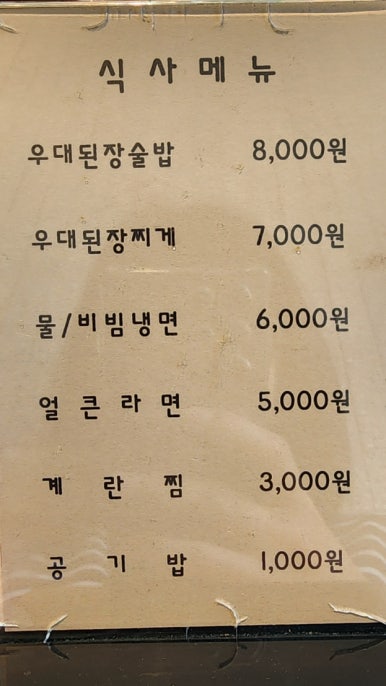 식사메뉴
우대된장술밥 8,000원
우대된장찌게 7,000원
물/비빔냉면 6,000원
얼큰라면 5,000원
계란찜 3,000원
공기밥 1,000원